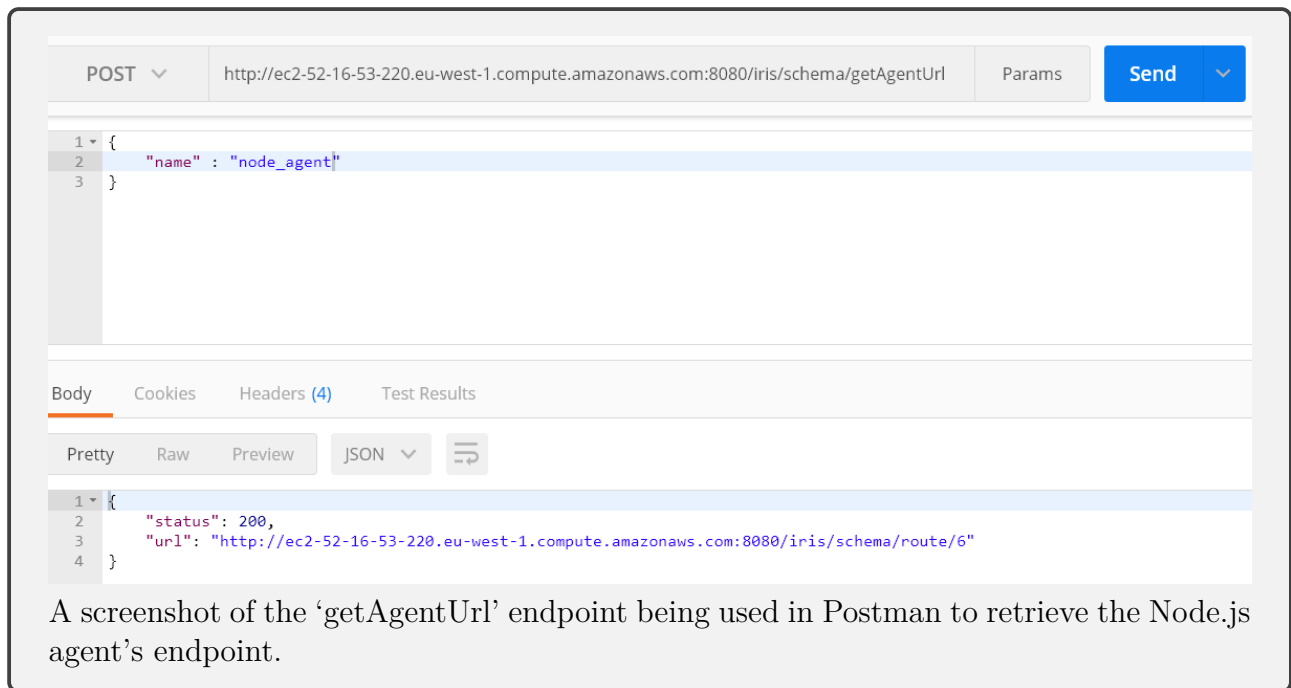 POST http://ec2-52-16-53-220.eu-west-1.compute.amazonaws.com:8080/iris/schema/getAgentUrl Params Send
1 {
2 "name" : "node_agent"
3 }
Body Cookies Headers (4) Test Results
Pretty Raw Preview JSON
1 {
2 "status": 200,
3 "url": "http://ec2-52-16-53-220.eu-west-1.compute.amazonaws.com:8080/iris/schema/route/6"
4 }
A screenshot of the ‘getAgentUrl’ endpoint being used in Postman to retrieve the Node.js
agent’s endpoint.